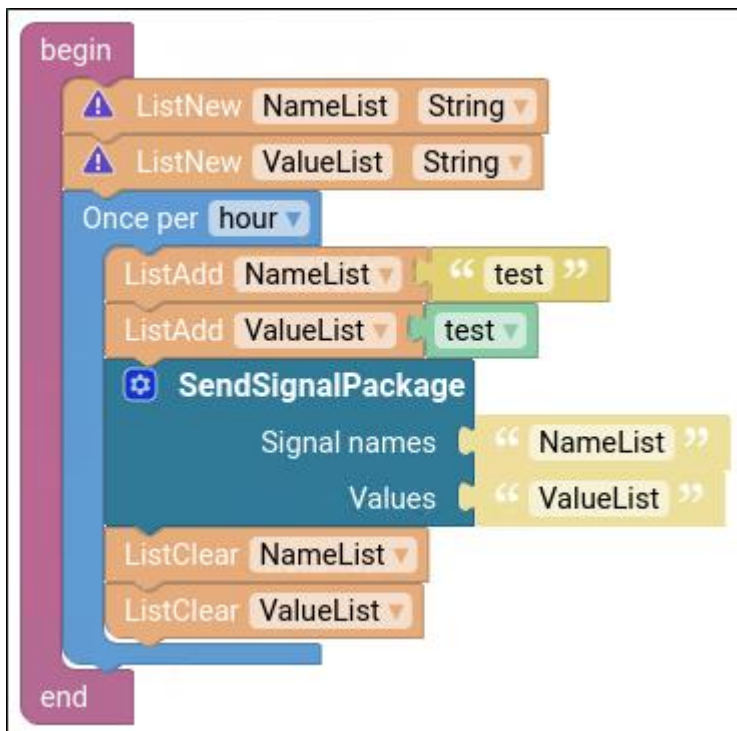 begin
ListNew NameList String
ListNew ValueList String
Once per hour
ListAdd NameList “ test ”
ListAdd ValueList test
SendSignalPackage
Signal names “ NameList ”
Values “ ValueList ”
ListClear NameList
ListClear ValueList
end